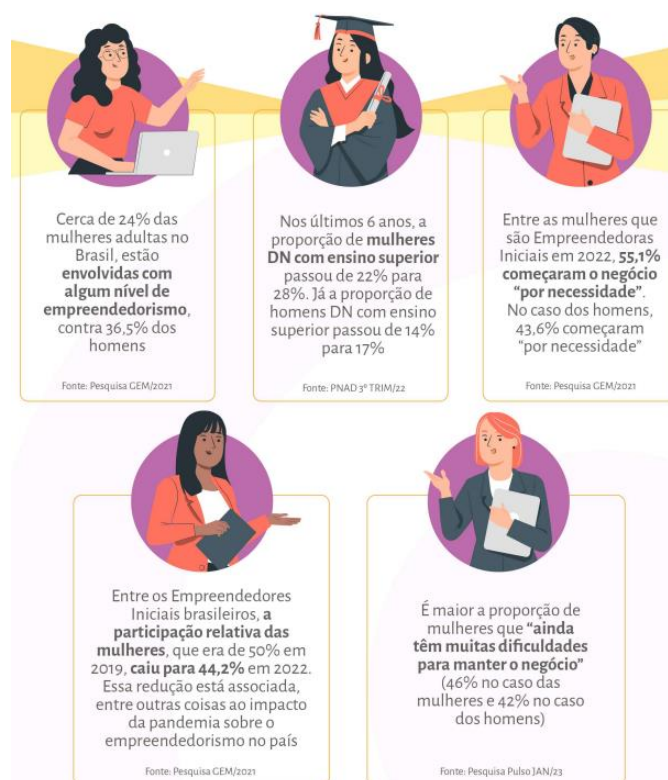 Cerca de 24% das
mulheres adultas no
Brasil, estão
envolvidas com
algum nível de
empreendedorismo,
contra 36,5% dos
homens
Fonte: Pesquisa GEM/2021
Nos últimos 6 anos, a
proporção de mulheres
DN com ensino superior
passou de 22% para
28%. Já a proporção de
homens DN com ensino
superior passou de 14%
para 17%
Fonte: PNAD 3º TRIM/22
Entre as mulheres que
são Empreendedoras
Iniciais em 2022, 55,1%
começaram o negócio
“por necessidade”.
No caso dos homens,
43,6% começaram
“por necessidade”
Fonte: Pesquisa GEM/2021
Entre os Empreendedores
Iniciais brasileiros, a
participação relativa das
mulheres, que era de 50% em
2019, caiu para 44,2% em 2022.
Essa redução está associada,
entre outras coisas ao impacto
da pandemia sobre o
empreendedorismo no país
Fonte: Pesquisa GEM/2021
É maior a proporção de
mulheres que “ainda
têm muitas dificuldades
para manter o negócio”
(46% no caso das
mulheres e 42% no caso
dos homens)
Fonte: Pesquisa Pulso JAN/23